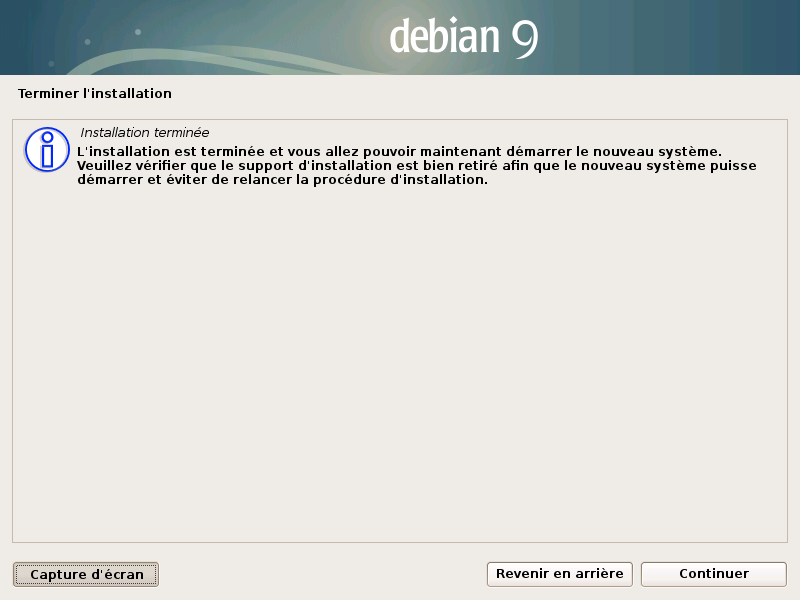 debian 9
Terminer l'installation
Installation terminée
L'installation est terminée et vous allez pouvoir maintenant démarrer le nouveau système.
Veuillez vérifier que le support d'installation est bien retiré afin que le nouveau système puisse
démarrer et éviter de relancer la procédure d'installation.
Capture d'écran
Revenir en arrière
Continuer